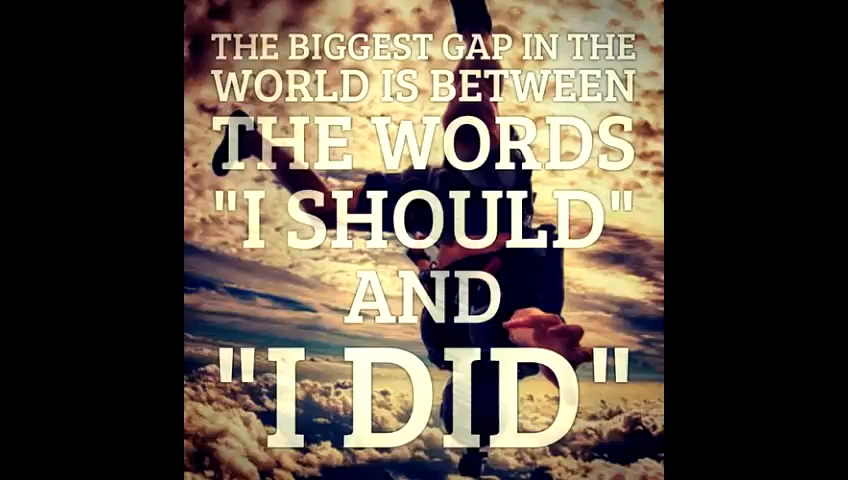 THE BIGGEST GAP IN THE
WORLD IS BETWEEN
THE WORDS
"I SHOULD"
AND
"I DID"